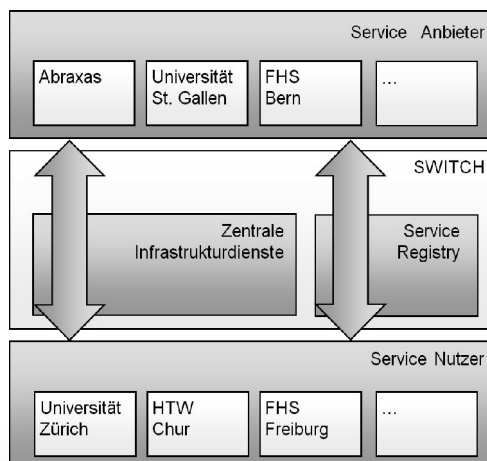 Service Anbieter
Abraxas
Universität
St. Gallen
FHS
Bern
...
SWITCH
Zentrale
Infrastrukturdienste
Service
Registry
Service Nutzer
Universität
Zürich
HTW
Chur
FHS
Freiburg
...